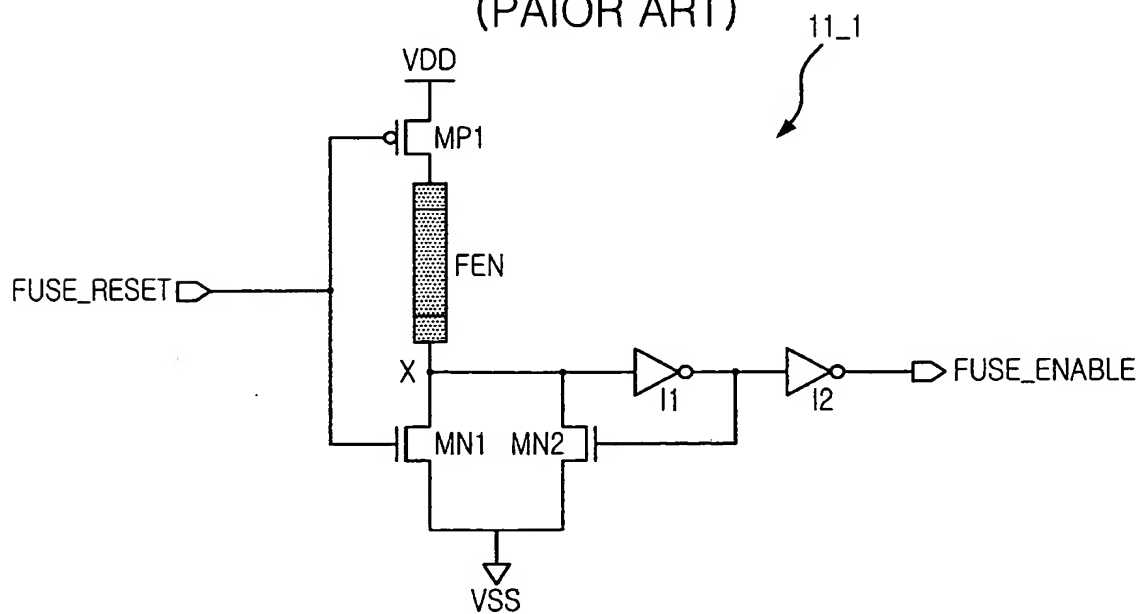 (PAIOR ART)
11_1
VDD
MP1
FEN
FUSE_RESET
X
I1
I2
FUSE_ENABLE
MN1
MN2
VSS